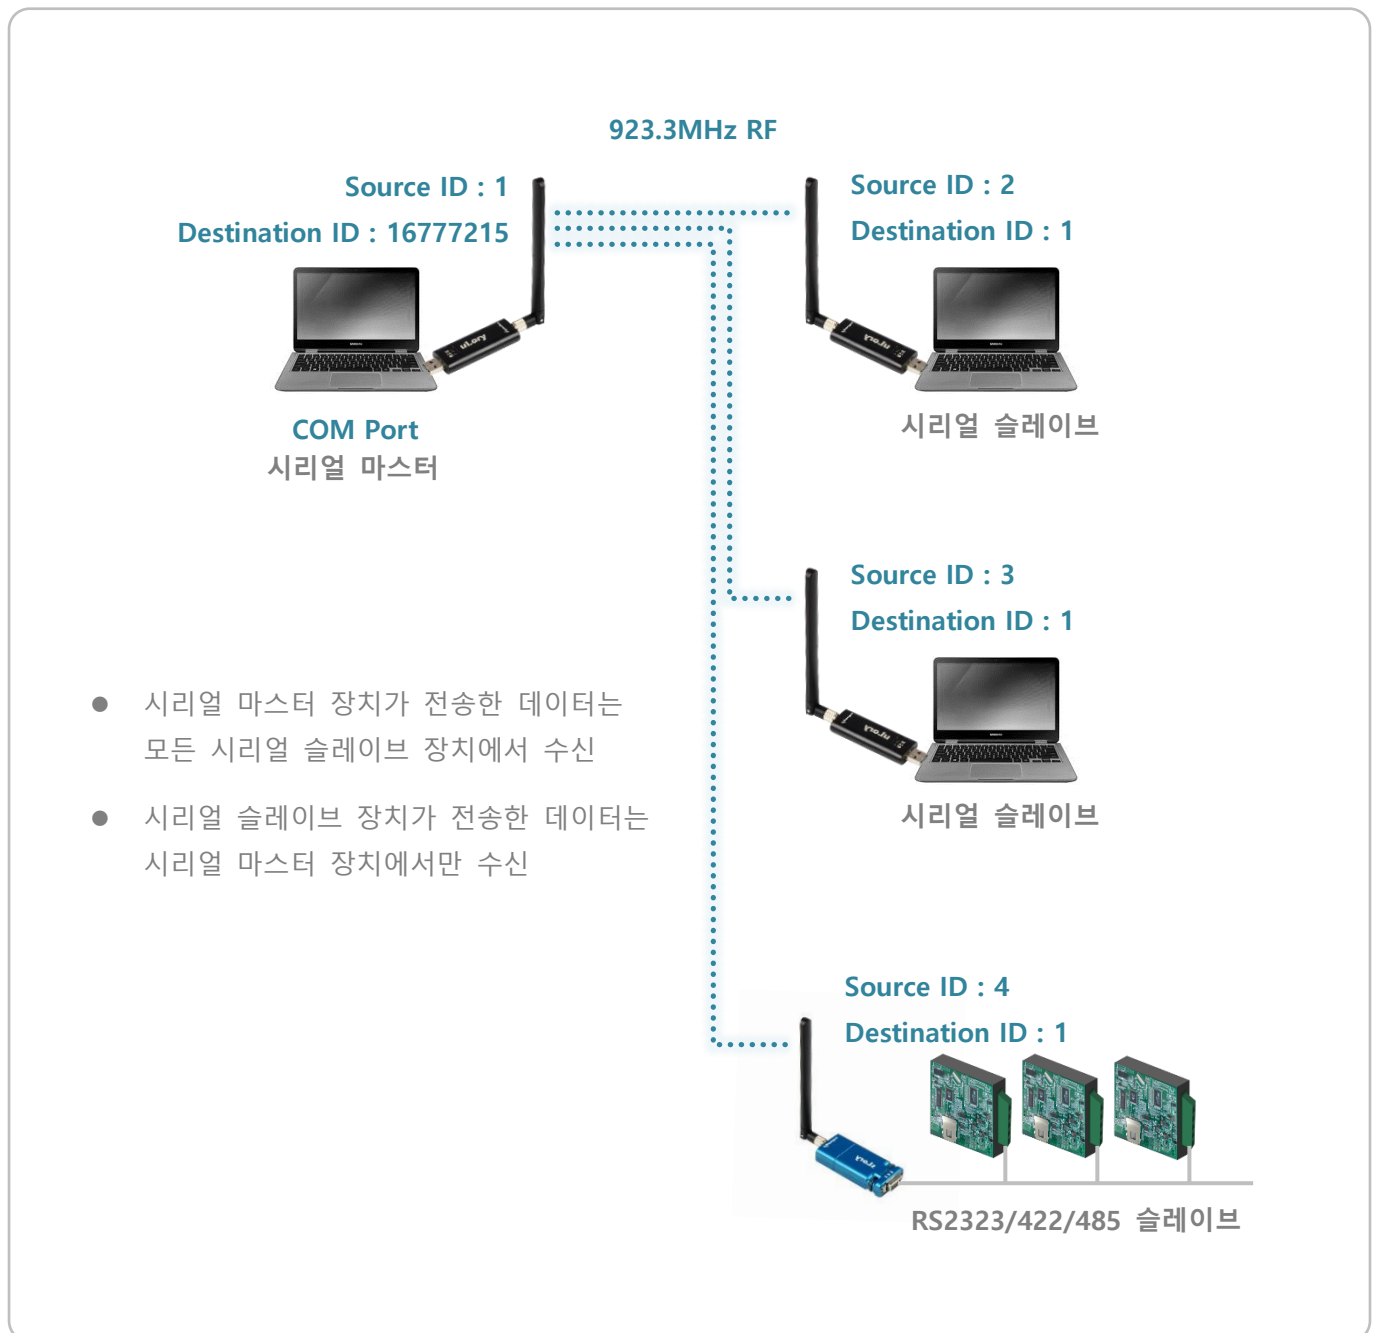 923.3MHz RF
Source ID : 1
Destination ID : 16777215
uLory
COM Port
시리얼 마스터
Source ID : 2
Destination ID : 1
시리얼 슬레이브
Source ID : 3
Destination ID : 1
시리얼 슬레이브
● 시리얼 마스터 장치가 전송한 데이터는
모든 시리얼 슬레이브 장치에서 수신
● 시리얼 슬레이브 장치가 전송한 데이터는
시리얼 마스터 장치에서만 수신
Source ID : 4
Destination ID : 1
RS2323/422/485 슬레이브